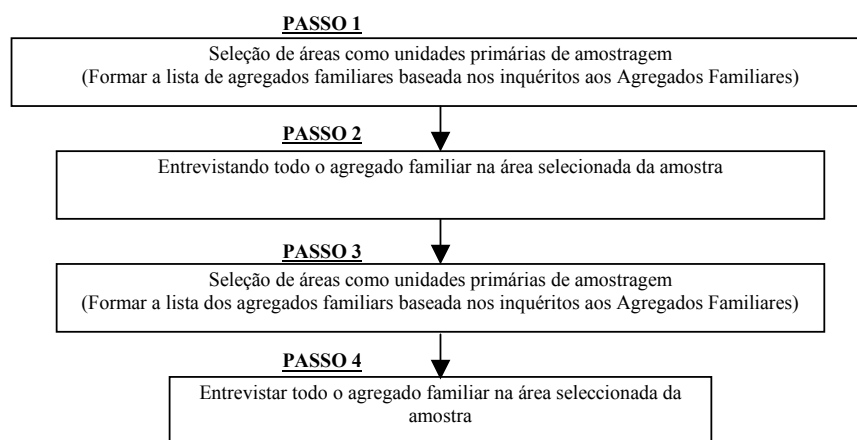 PASSO 1
Seleção de áreas como unidades primárias de amostragem
(Formar a lista de agregados familiares baseada nos inquéritos aos Agregados Familiares)
PASSO 2
Entrevistando todo o agregado familiar na área selecionada da amostra
PASSO 3
Seleção de áreas como unidades primárias de amostragem
(Formar a lista dos agregados familiars baseada nos inquéritos aos Agregados Familiares)
PASSO 4
Entrevistar todo o agregado familiar na área seleccionada da
amostra